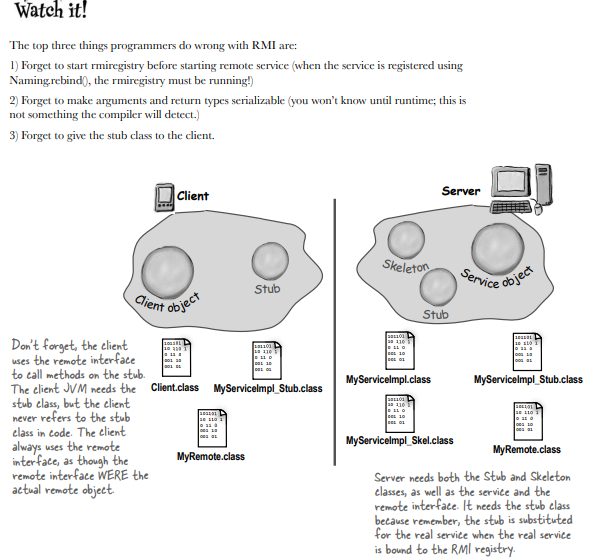 Watch it!
The top three things programmers do wrong with RMI are:
1) Forget to start rmiregistry before starting remote service (when the service is registered using
Naming.rebind(), the rmiregistry must be running!)
2) Forget to make arguments and return types serializable (you won't know until runtime; this is
not something the compiler will detect.)
3) Forget to give the stub class to the client.
Client
Server
Client object
Stub
Skeleton
Service object
Stub
Don't forget, the client
uses the remote interface
to call methods on the stub.
The client JVM needs the
stub class, but the client
never refers to the stub
class in code. The client
always uses the remote
interface, as though the
remote interface WERE the
actual remote object.
Client.class
MyServiceImpl_Stub.class
MyRemote.class
MyServiceImpl.class
MyServiceImpl_Stub.class
MyServiceImpl_Skel.class
MyRemote.class
Server needs both the Stub and Skeleton
classes, as well as the service and the
remote interface. It needs the stub class
because remember, the stub is substituted
for the real service when the real service
is bound to the RMI registry.